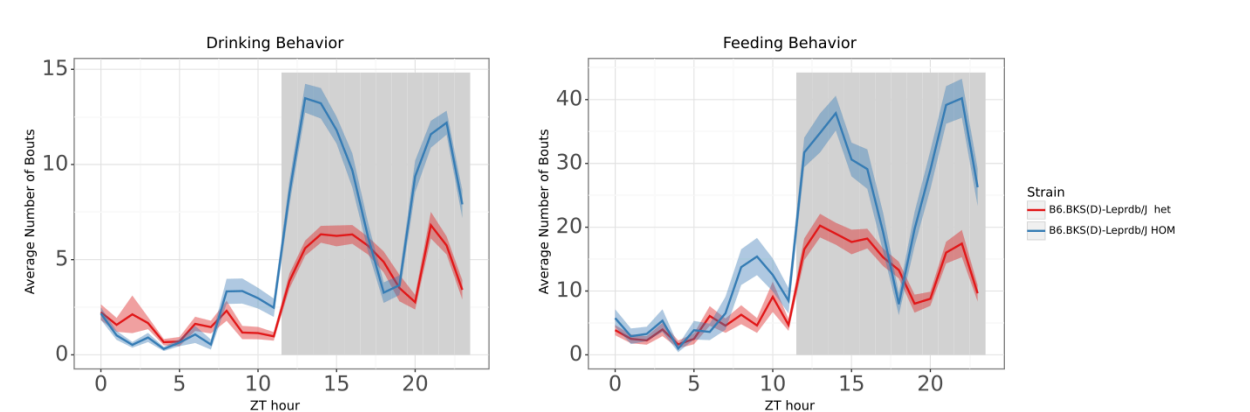 Drinking Behavior
Average Number of Bouts
15
10
5
0
0 5 10 15 20
ZT hour
Feeding Behavior
Average Number of Bouts
40
30
20
10
0
0 5 10 15 20
ZT hour
Strain
B6.BKS(D)-Leprdb/J het
B6.BKS(D)-Leprdb/J HOM